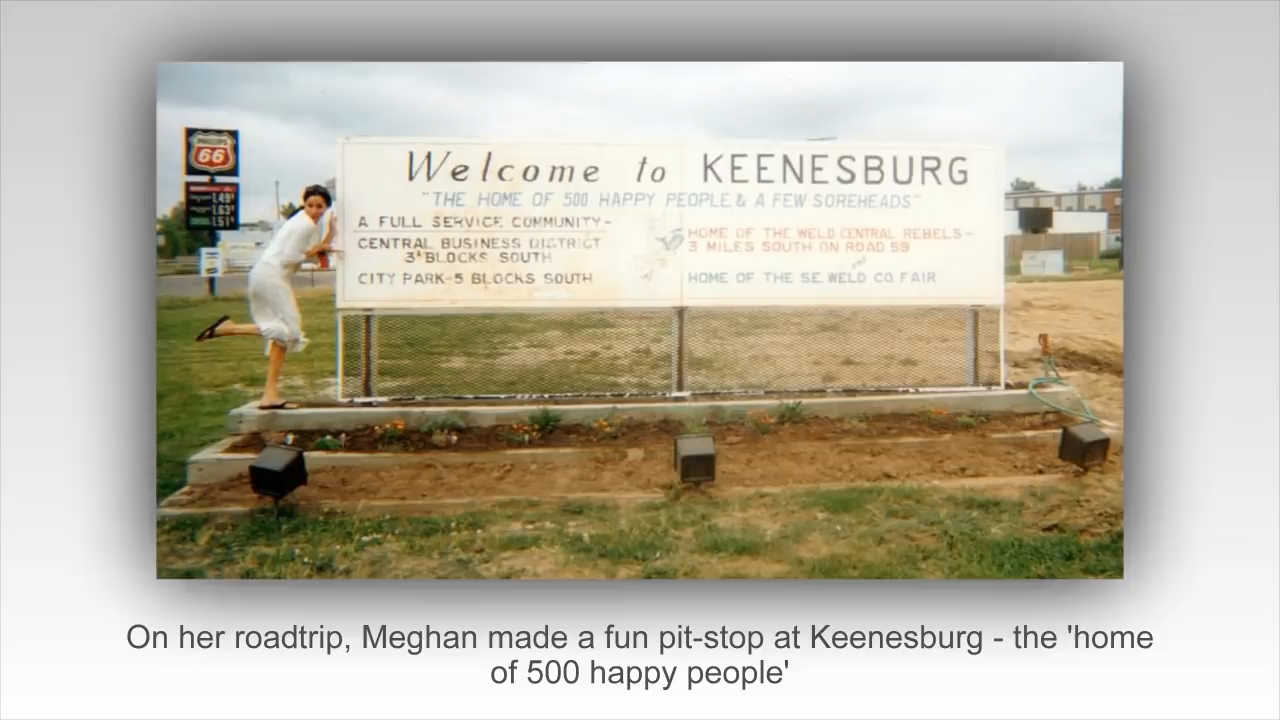 PHILLIPS
66
1.49
1.63
1.51
Welcome to KEENESBURG
"THE HOME OF 500 HAPPY PEOPLE & A FEW SOREHEADS"
A FULL SERVICE COMMUNITY-
CENTRAL BUSINESS DISTRICT
3 BLOCKS SOUTH
CITY PARK-5 BLOCKS SOUTH
HOME OF THE WELD CENTRAL REBELS-
3 MILES SOUTH ON ROAD 59
HOME OF THE S.E. WELD CO. FAIR
On her roadtrip, Meghan made a fun pit-stop at Keenesburg - the 'home
of 500 happy people'